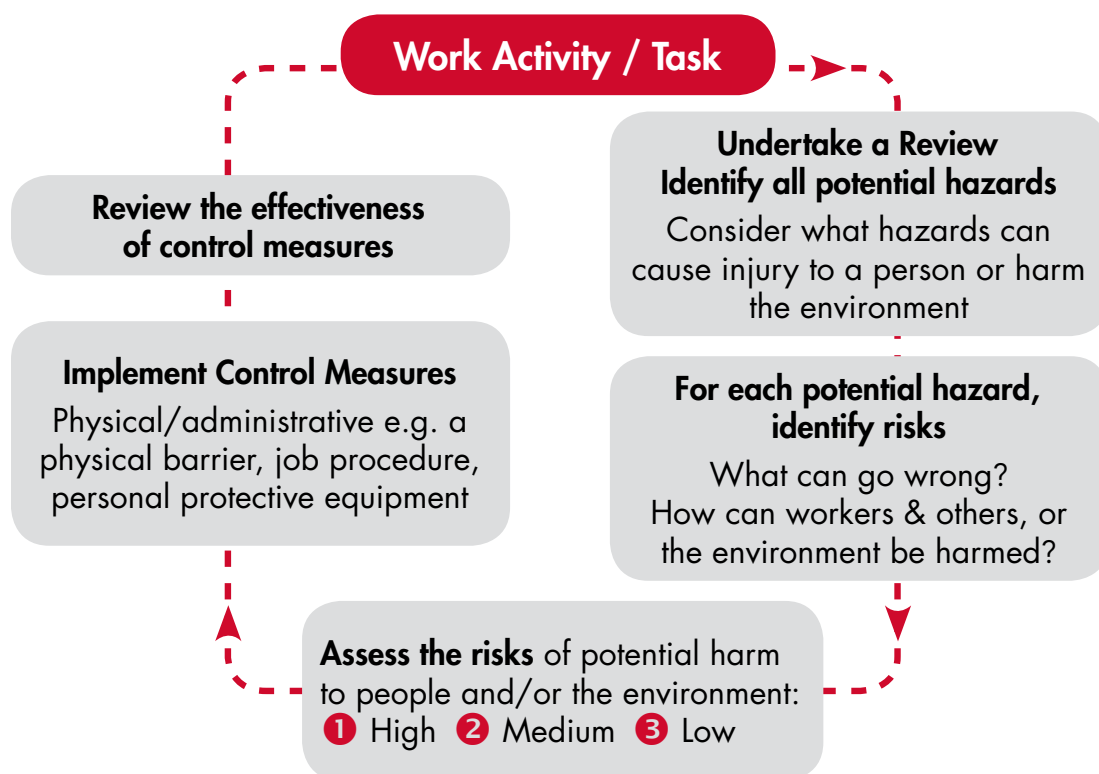 Work Activity / Task
Undertake a Review
Identify all potential hazards
Consider what hazards can
cause injury to a person or harm
the environment
For each potential hazard,
identify risks
What can go wrong?
How can workers & others, or
the environment be harmed?
Assess the risks of potential harm
to people and/or the environment:
❶ High ❷ Medium ❸ Low
Implement Control Measures
Physical/administrative e.g. a
physical barrier, job procedure,
personal protective equipment
Review the effectiveness
of control measures